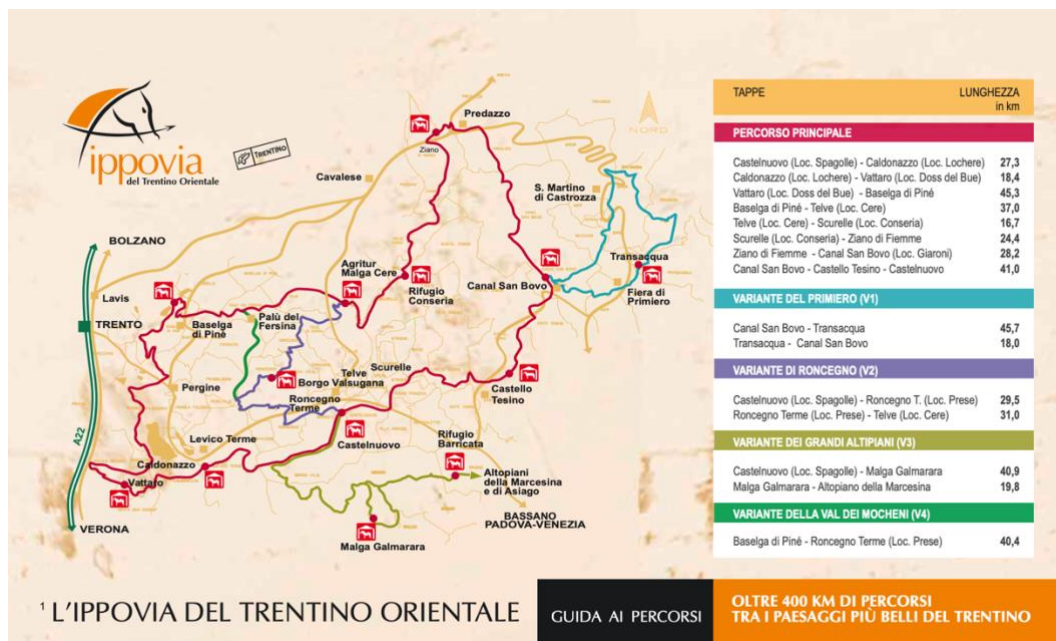 ippovia
del Trentino Orientale
TRENTINO
NORD
Predazzo
Ziano
Cavalese
S. Martino
di Castrozza
BOLZANO
Agritur
Malga Cere
Transacqua
Rifugio
Conseria
Canal San Bovo
Fiera di
Primiero
Lavis
TRENTO
Baselga
di Piné
Palù del
Fersina
Telve
Scurelle
Pergine
Borgo Valsugana
Roncegno
Terme
Castello
Tesino
A22
Levico Terme
Castelnuovo
Rifugio
Barricata
Caldonazzo
Vattaro
Altopiani
della Marcesina
e di Asiago
VERONA
BASSANO
PADOVA-VENEZIA
Malga Galmarara
TAPPE LUNGHEZZA
in km
PERCORSO PRINCIPALE
Castelnuovo (Loc. Spagolle) - Caldonazzo (Loc. Lochere) 27,3
Caldonazzo (Loc. Lochere) - Vattaro (Loc. Doss del Bue) 18,4
Vattaro (Loc. Doss del Bue) - Baselga di Piné 45,3
Baselga di Piné - Telve (Loc. Cere) 37,0
Telve (Loc. Cere) - Scurelle (Loc. Conseria) 16,7
Scurelle (Loc. Conseria) - Ziano di Fiemme 24,4
Ziano di Fiemme - Canal San Bovo (Loc. Giaroni) 28,2
Canal San Bovo - Castello Tesino - Castelnuovo 41,0
VARIANTE DEL PRIMIERO (V1)
Canal San Bovo - Transacqua 45,7
Transacqua - Canal San Bovo 18,0
VARIANTE DI RONCEGNO (V2)
Castelnuovo (Loc. Spagolle) - Roncegno T. (Loc. Prese) 29,5
Roncegno Terme (Loc. Prese) - Telve (Loc. Cere) 31,0
VARIANTE DEI GRANDI ALTIPIANI (V3)
Castelnuovo (Loc. Spagolle) - Malga Galmarara 40,9
Malga Galmarara - Altopiano della Marcesina 19,8
VARIANTE DELLA VAL DEI MOCHENI (V4)
Baselga di Piné - Roncegno Terme (Loc. Prese) 40,4
¹ L'IPPOVIA DEL TRENTINO ORIENTALE
GUIDA AI PERCORSI
OLTRE 400 KM DI PERCORSI
TRA I PAESAGGI PIÙ BELLI DEL TRENTINO